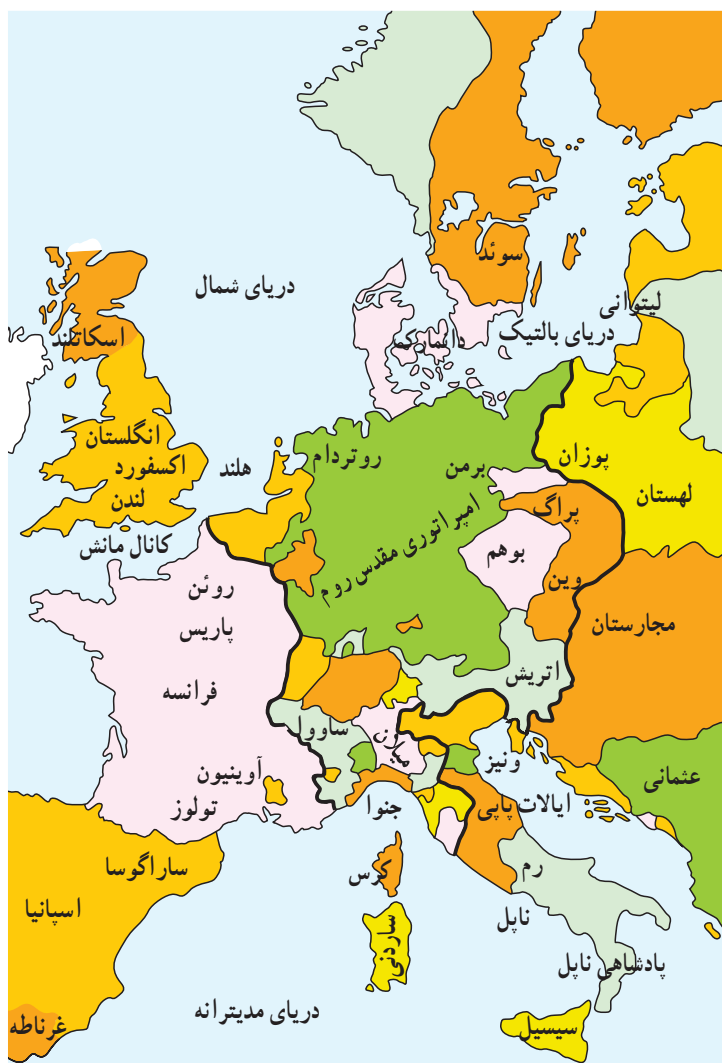 سوئد
دریای شمال
لیتوانی
دریای بالتیک
دانمارک
اسکاتلند
انگلستان
اکسفورد
لندن
هلند
روتردام
برمن
پوزان
لهستان
پراگ
امپراتوری مقدس روم
بوهم
وین
کانال مانش
روئن
پاریس
فرانسه
مجارستان
اتریش
ساووا
میلان
ونیز
عثمانی
آوینیون
تولوز
جنوا
ایالات پاپی
ساراگوسا
اسپانیا
کرس
رم
ناپل
ساردنی
پادشاهی ناپل
دریای مدیترانه
سیسیل
غرناطه